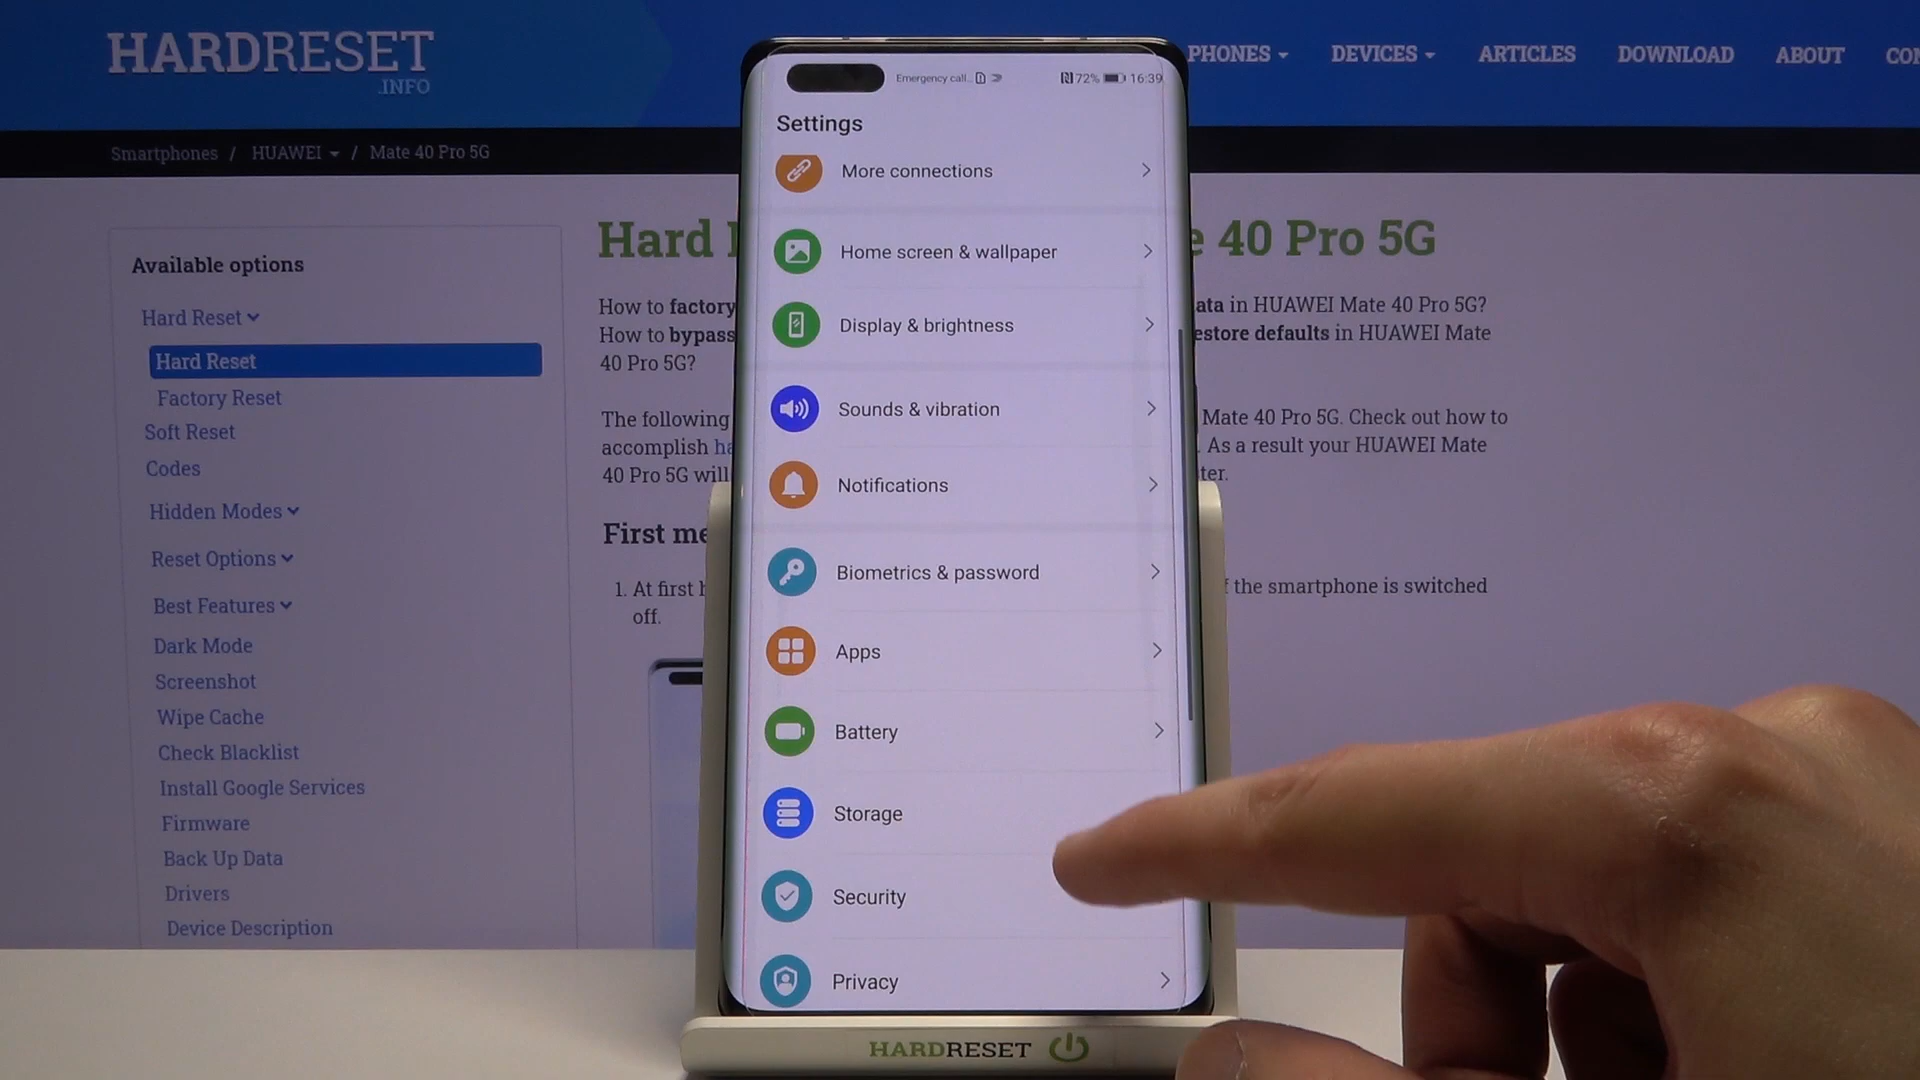 HARDRESET
.INFO
PHONES
DEVICES
ARTICLES
DOWNLOAD
ABOUT
Smartphones / HUAWEI / Mate 40 Pro 5G
Available options
Hard Reset
Hard Reset
Factory Reset
Soft Reset
Codes
Hidden Modes
Reset Options
Best Features
Dark Mode
Screenshot
Wipe Cache
Check Blacklist
Install Google Services
Firmware
Back Up Data
Drivers
Device Description
Hard
40 Pro 5G
How to factory
in HUAWEI Mate 40 Pro 5G?
How to bypass
defaults in HUAWEI Mate
40 Pro 5G?
The following
Mate 40 Pro 5G. Check out how to
accomplish
. As a result your HUAWEI Mate
40 Pro 5G will
First
1. At first
the smartphone is switched
off.
Emergency call...
72%
16:39
Settings
More connections
Home screen & wallpaper
Display & brightness
Sounds & vibration
Notifications
Biometrics & password
Apps
Battery
Storage
Security
Privacy
HARDRESET